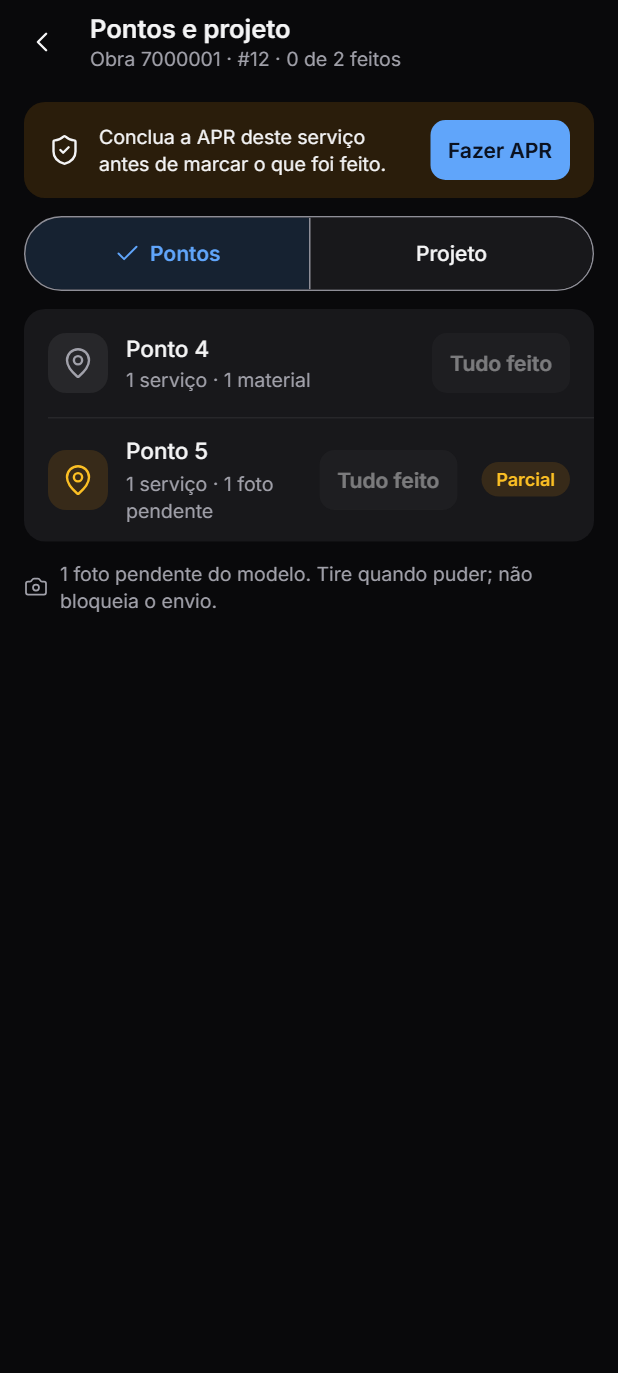 Pontos e projeto
Obra 7000001 · #12 · 0 de 2 feitos
Conclua a APR deste serviço
antes de marcar o que foi feito.
Fazer APR
Pontos
Projeto
Ponto 4
1 serviço · 1 material
Tudo feito
Ponto 5
1 serviço · 1 foto
pendente
Tudo feito
Parcial
1 foto pendente do modelo. Tire quando puder; não
bloqueia o envio.